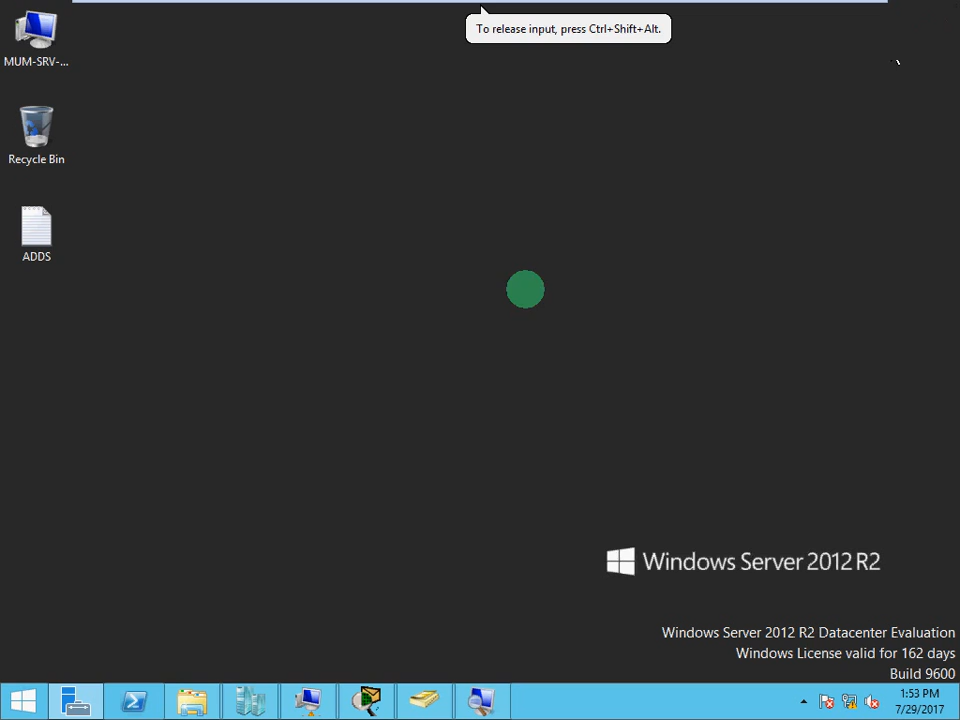 To release input, press Ctrl+Shift+Alt.
MUM-SRV-...
Recycle Bin
ADDS
Windows Server 2012 R2
Windows Server 2012 R2 Datacenter Evaluation
Windows License valid for 162 days
Build 9600
1:53 PM
7/29/2017